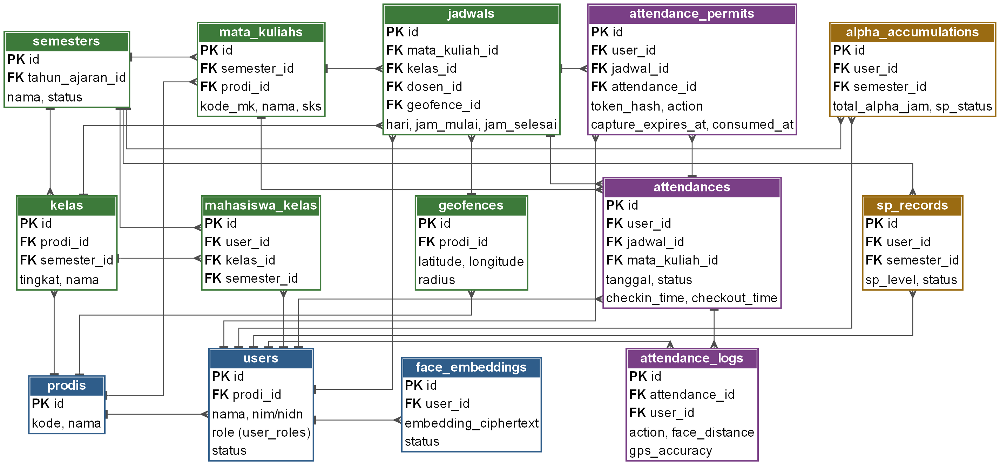 semesters
PK id
FK tahun_ajaran_id
nama, status
mata_kuliahs
PK id
FK semester_id
FK prodi_id
kode_mk, nama, sks
jadwals
PK id
FK mata_kuliah_id
FK kelas_id
FK dosen_id
FK geofence_id
hari, jam_mulai, jam_selesai
attendance_permits
PK id
FK user_id
FK jadwal_id
FK attendance_id
token_hash, action
capture_expires_at, consumed_at
alpha_accumulations
PK id
FK user_id
FK semester_id
total_alpha_jam, sp_status
kelas
PK id
FK prodi_id
FK semester_id
tingkat, nama
mahasiswa_kelas
PK id
FK user_id
FK kelas_id
FK semester_id
geofences
PK id
FK prodi_id
latitude, longitude
radius
attendances
PK id
FK user_id
FK jadwal_id
FK mata_kuliah_id
tanggal, status
checkin_time, checkout_time
sp_records
PK id
FK user_id
FK semester_id
sp_level, status
prodis
PK id
kode, nama
users
PK id
FK prodi_id
nama, nim/nidn
role (user_roles)
status
face_embeddings
PK id
FK user_id
embedding_ciphertext
status
attendance_logs
PK id
FK attendance_id
FK user_id
action, face_distance
gps_accuracy